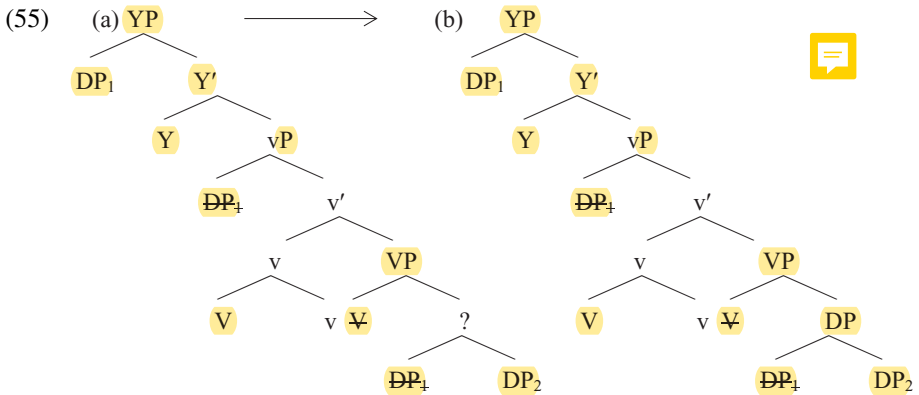 (55) (a) YP (b) YP
DP₁ Y′ DP₁ Y′
Y vP Y vP
DP₁ v′ DP₁ v′
v VP v VP
V v V ? V v V DP
DP₁ DP₂ DP₁ DP₂